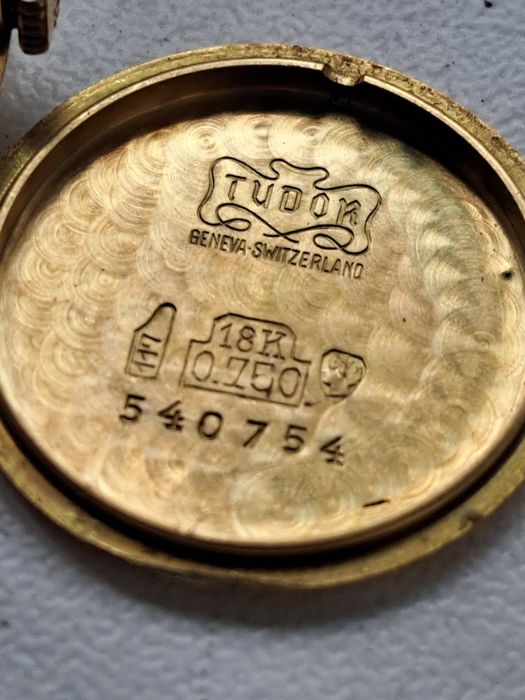 TUDOR
GENEVA-SWITZERLAND
18K
0.750
540754